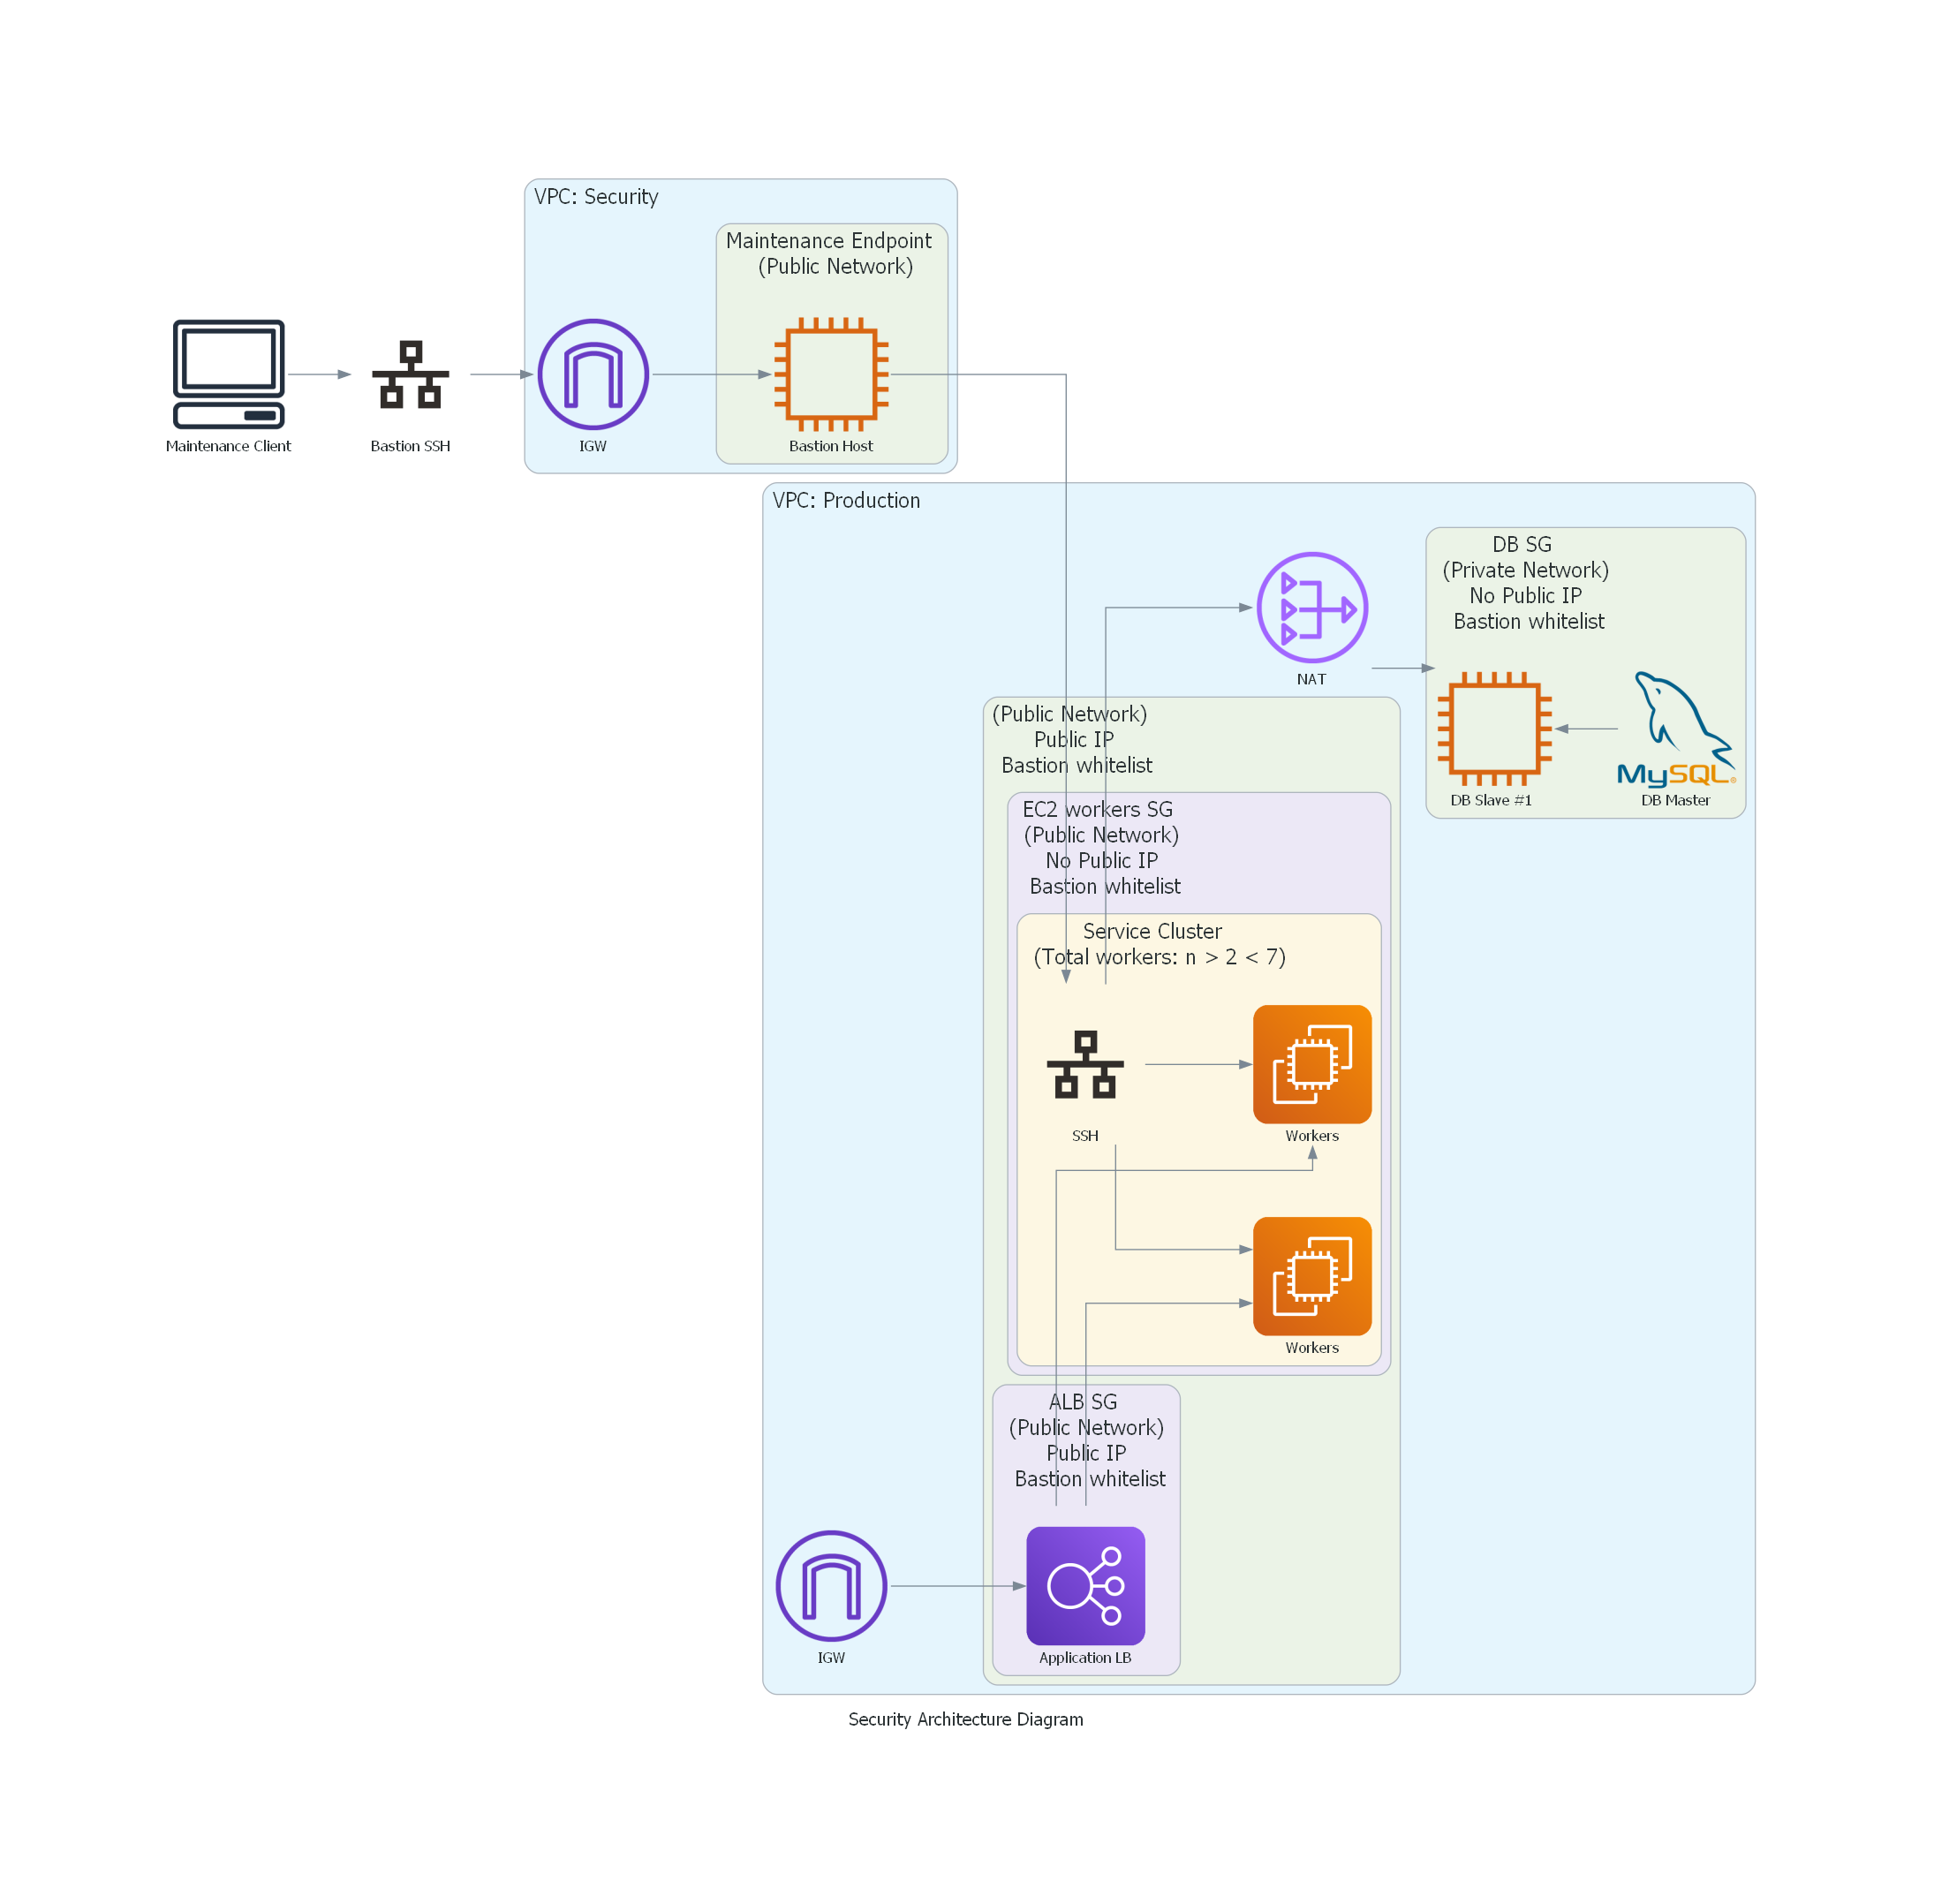 VPC: Security
Maintenance Endpoint
(Public Network)
Maintenance Client
Bastion SSH
IGW
Bastion Host
VPC: Production
DB SG
(Private Network)
No Public IP
Bastion whitelist
NAT
MySQL®
DB Slave #1
DB Master
(Public Network)
Public IP
Bastion whitelist
EC2 workers SG
(Public Network)
No Public IP
Bastion whitelist
Service Cluster
(Total workers: n > 2 < 7)
SSH
Workers
Workers
ALB SG
(Public Network)
Public IP
Bastion whitelist
IGW
Application LB
Security Architecture Diagram